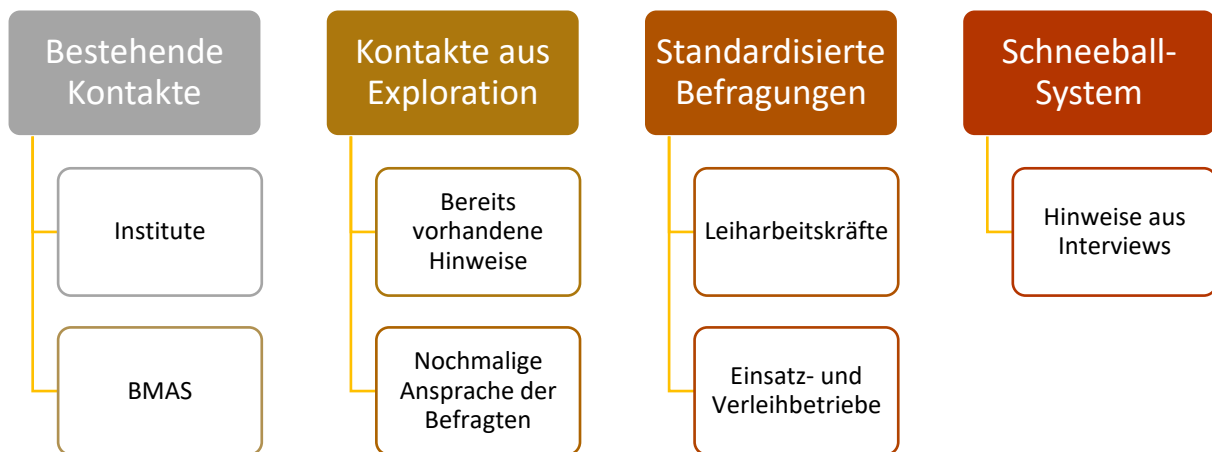 Bestehende
Kontakte
Institute
BMAS
Kontakte aus
Exploration
Bereits
vorhandene
Hinweise
Nochmalige
Ansprache der
Befragten
Standardisierte
Befragungen
Leiharbeitskräfte
Einsatz- und
Verleihbetriebe
Schneeball-
System
Hinweise aus
Interviews